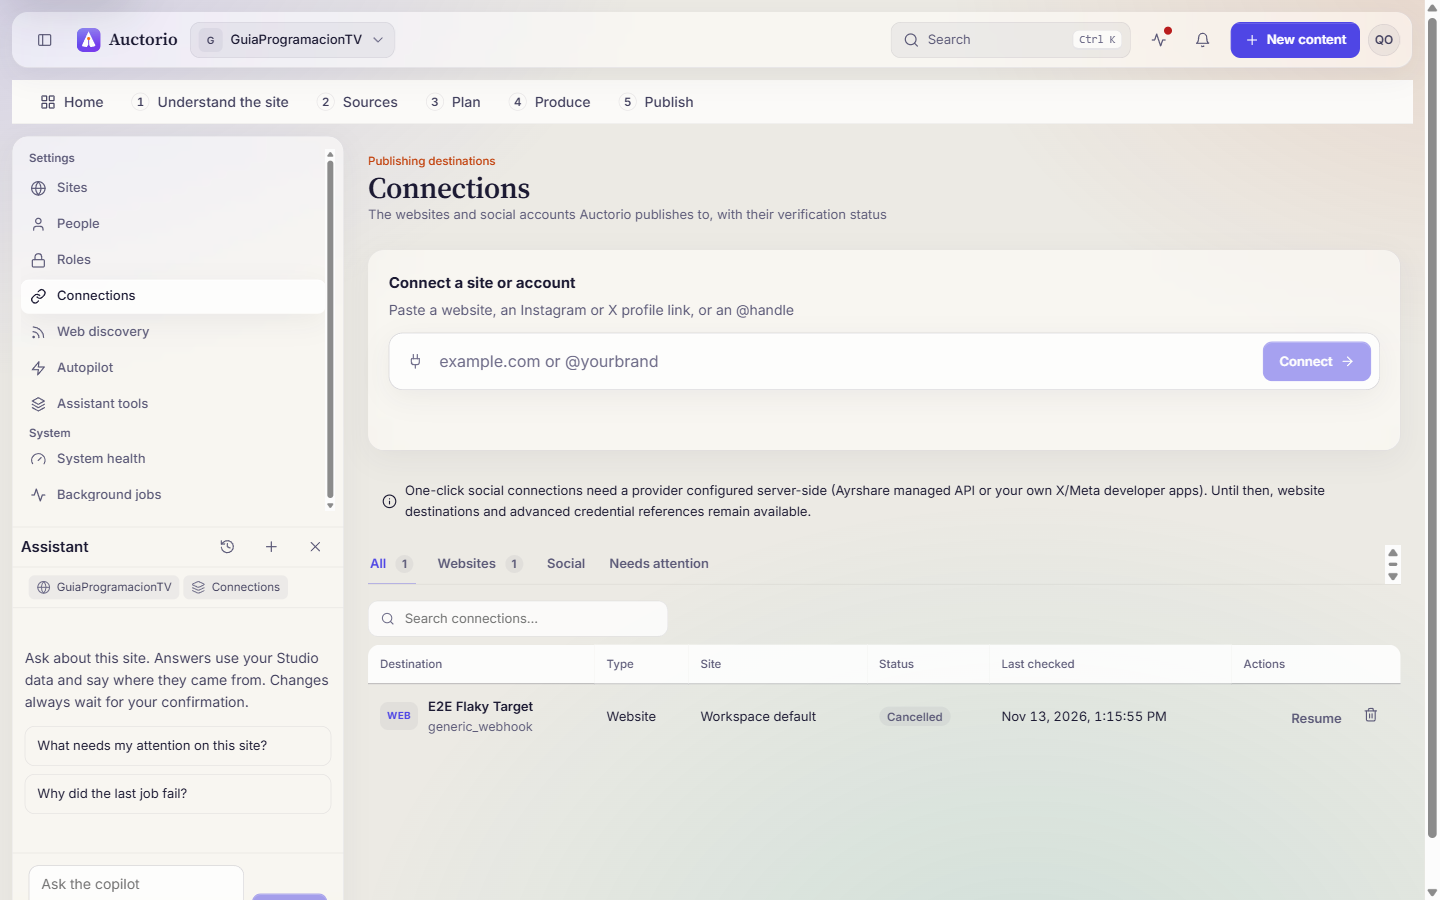 Auctorio
G
GuiaProgramacionTV
Search
Ctrl K
New content
QO
Home
1 Understand the site
2 Sources
3 Plan
4 Produce
5 Publish
Settings
Sites
People
Roles
Connections
Web discovery
Autopilot
Assistant tools
System
System health
Background jobs
Assistant
GuiaProgramacionTV
Connections
Ask about this site. Answers use your Studio
data and say where they came from. Changes
always wait for your confirmation.
What needs my attention on this site?
Why did the last job fail?
Ask the copilot
Publishing destinations
Connections
The websites and social accounts Auctorio publishes to, with their verification status
Connect a site or account
Paste a website, an Instagram or X profile link, or an @handle
example.com or @yourbrand
Connect
One-click social connections need a provider configured server-side (Ayrshare managed API or your own X/Meta developer apps). Until then, website
destinations and advanced credential references remain available.
All 1
Websites 1
Social
Needs attention
Search connections...
Destination
Type
Site
Status
Last checked
Actions
WEB
E2E Flaky Target
generic_webhook
Website
Workspace default
Cancelled
Nov 13, 2026, 1:15:55 PM
Resume